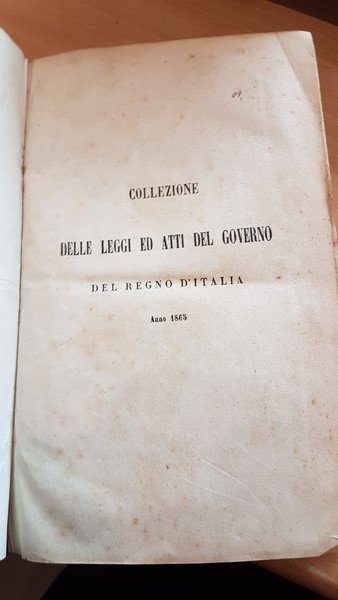 COLLEZIONE
DELLE LEGGI ED ATTI DEL GOVERNO
DEL REGNO D'ITALIA
Anno 1865